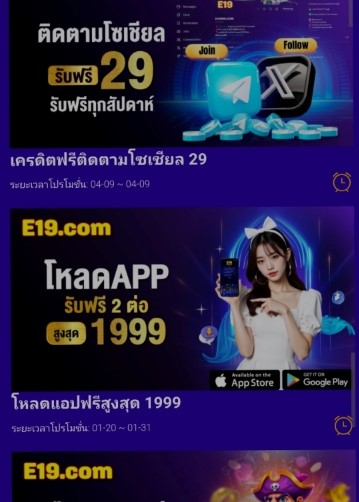 E19
ติดตามโซเชียล
รับฟรี 29
รับฟรีทุกสัปดาห์
Join
Follow
เครดิตฟรีติดตามโซเชียล 29
ระยะเวลาโปรโมชั่น: 04-09 ~ 04-09
E19.com
โหลดAPP
รับฟรี 2 ต่อ
สูงสุด 1999
Available on the
App Store
GET IT ON
Google Play
โหลดแอปฟรีสูงสุด 1999
ระยะเวลาโปรโมชั่น: 01-20 ~ 01-31
E19.com